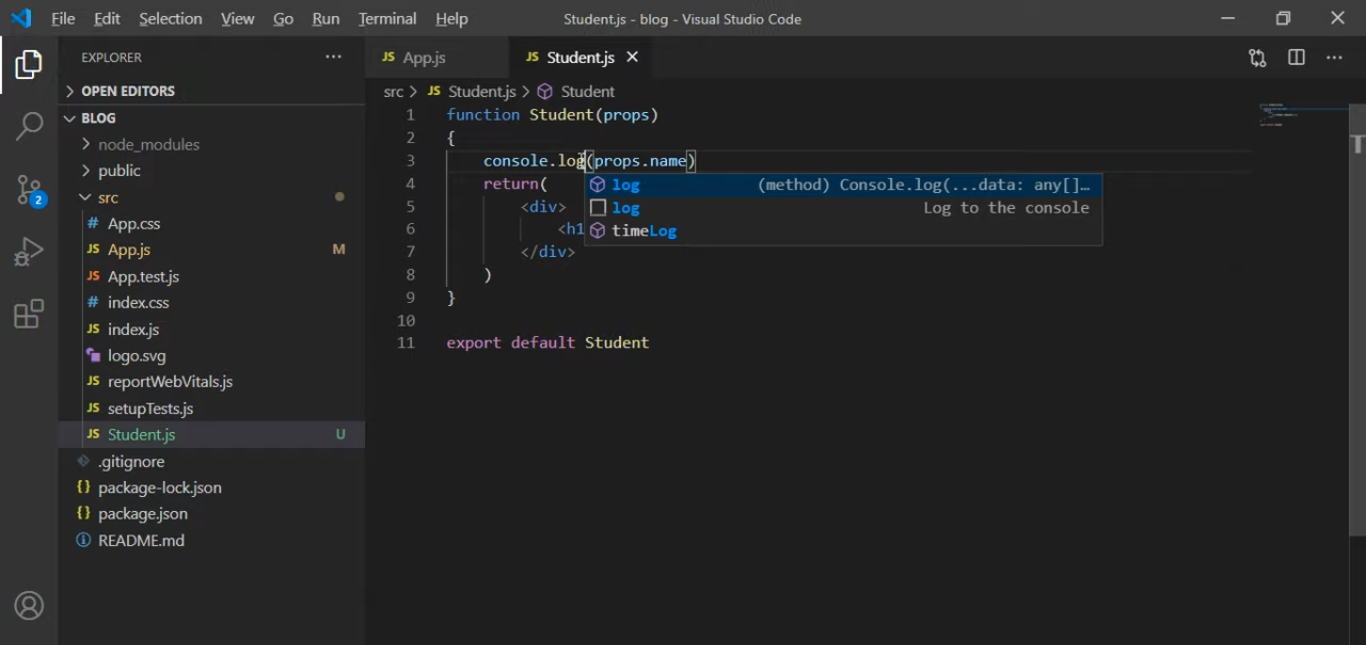 File Edit Selection View Go Run Terminal Help Student.js - blog - Visual Studio Code
EXPLORER ...
OPEN EDITORS
BLOG
node_modules
public
src
# App.css
JS App.js M
JS App.test.js
# index.css
JS index.js
logo.svg
JS reportWebVitals.js
JS setupTests.js
JS Student.js U
.gitignore
{} package-lock.json
{} package.json
README.md
2
JS App.js JS Student.js
src > JS Student.js > Student
1 function Student(props)
2 {
3 console.log(props.name)
log (method) Console.log(...data: any[]...
log Log to the console
timeLog
4 return(
5 <div>
6 <h1
7 </div>
8 )
9 }
10
11 export default Student